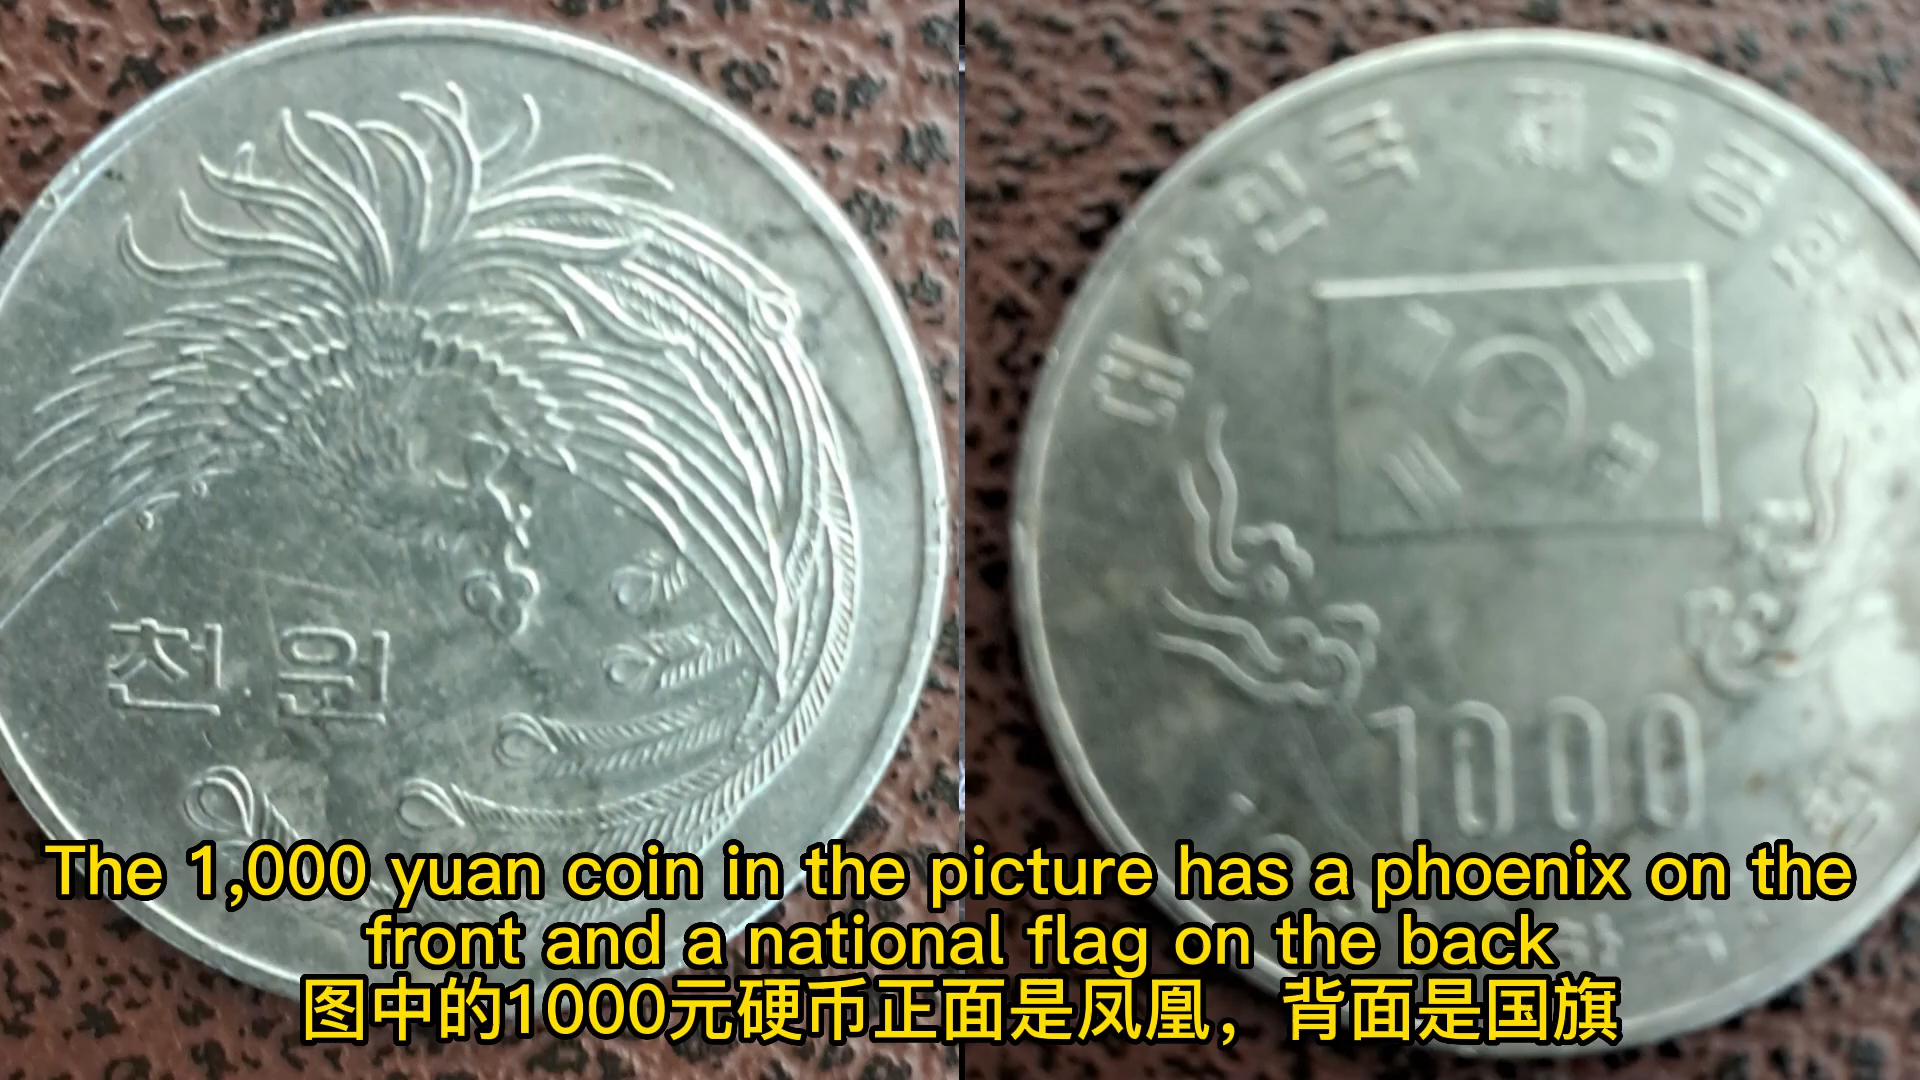 천원
대한민국 제5공화국
1000
The 1,000 yuan coin in the picture has a phoenix on the
front and a national flag on the back
图中的1000元硬币正面是凤凰，背面是国旗